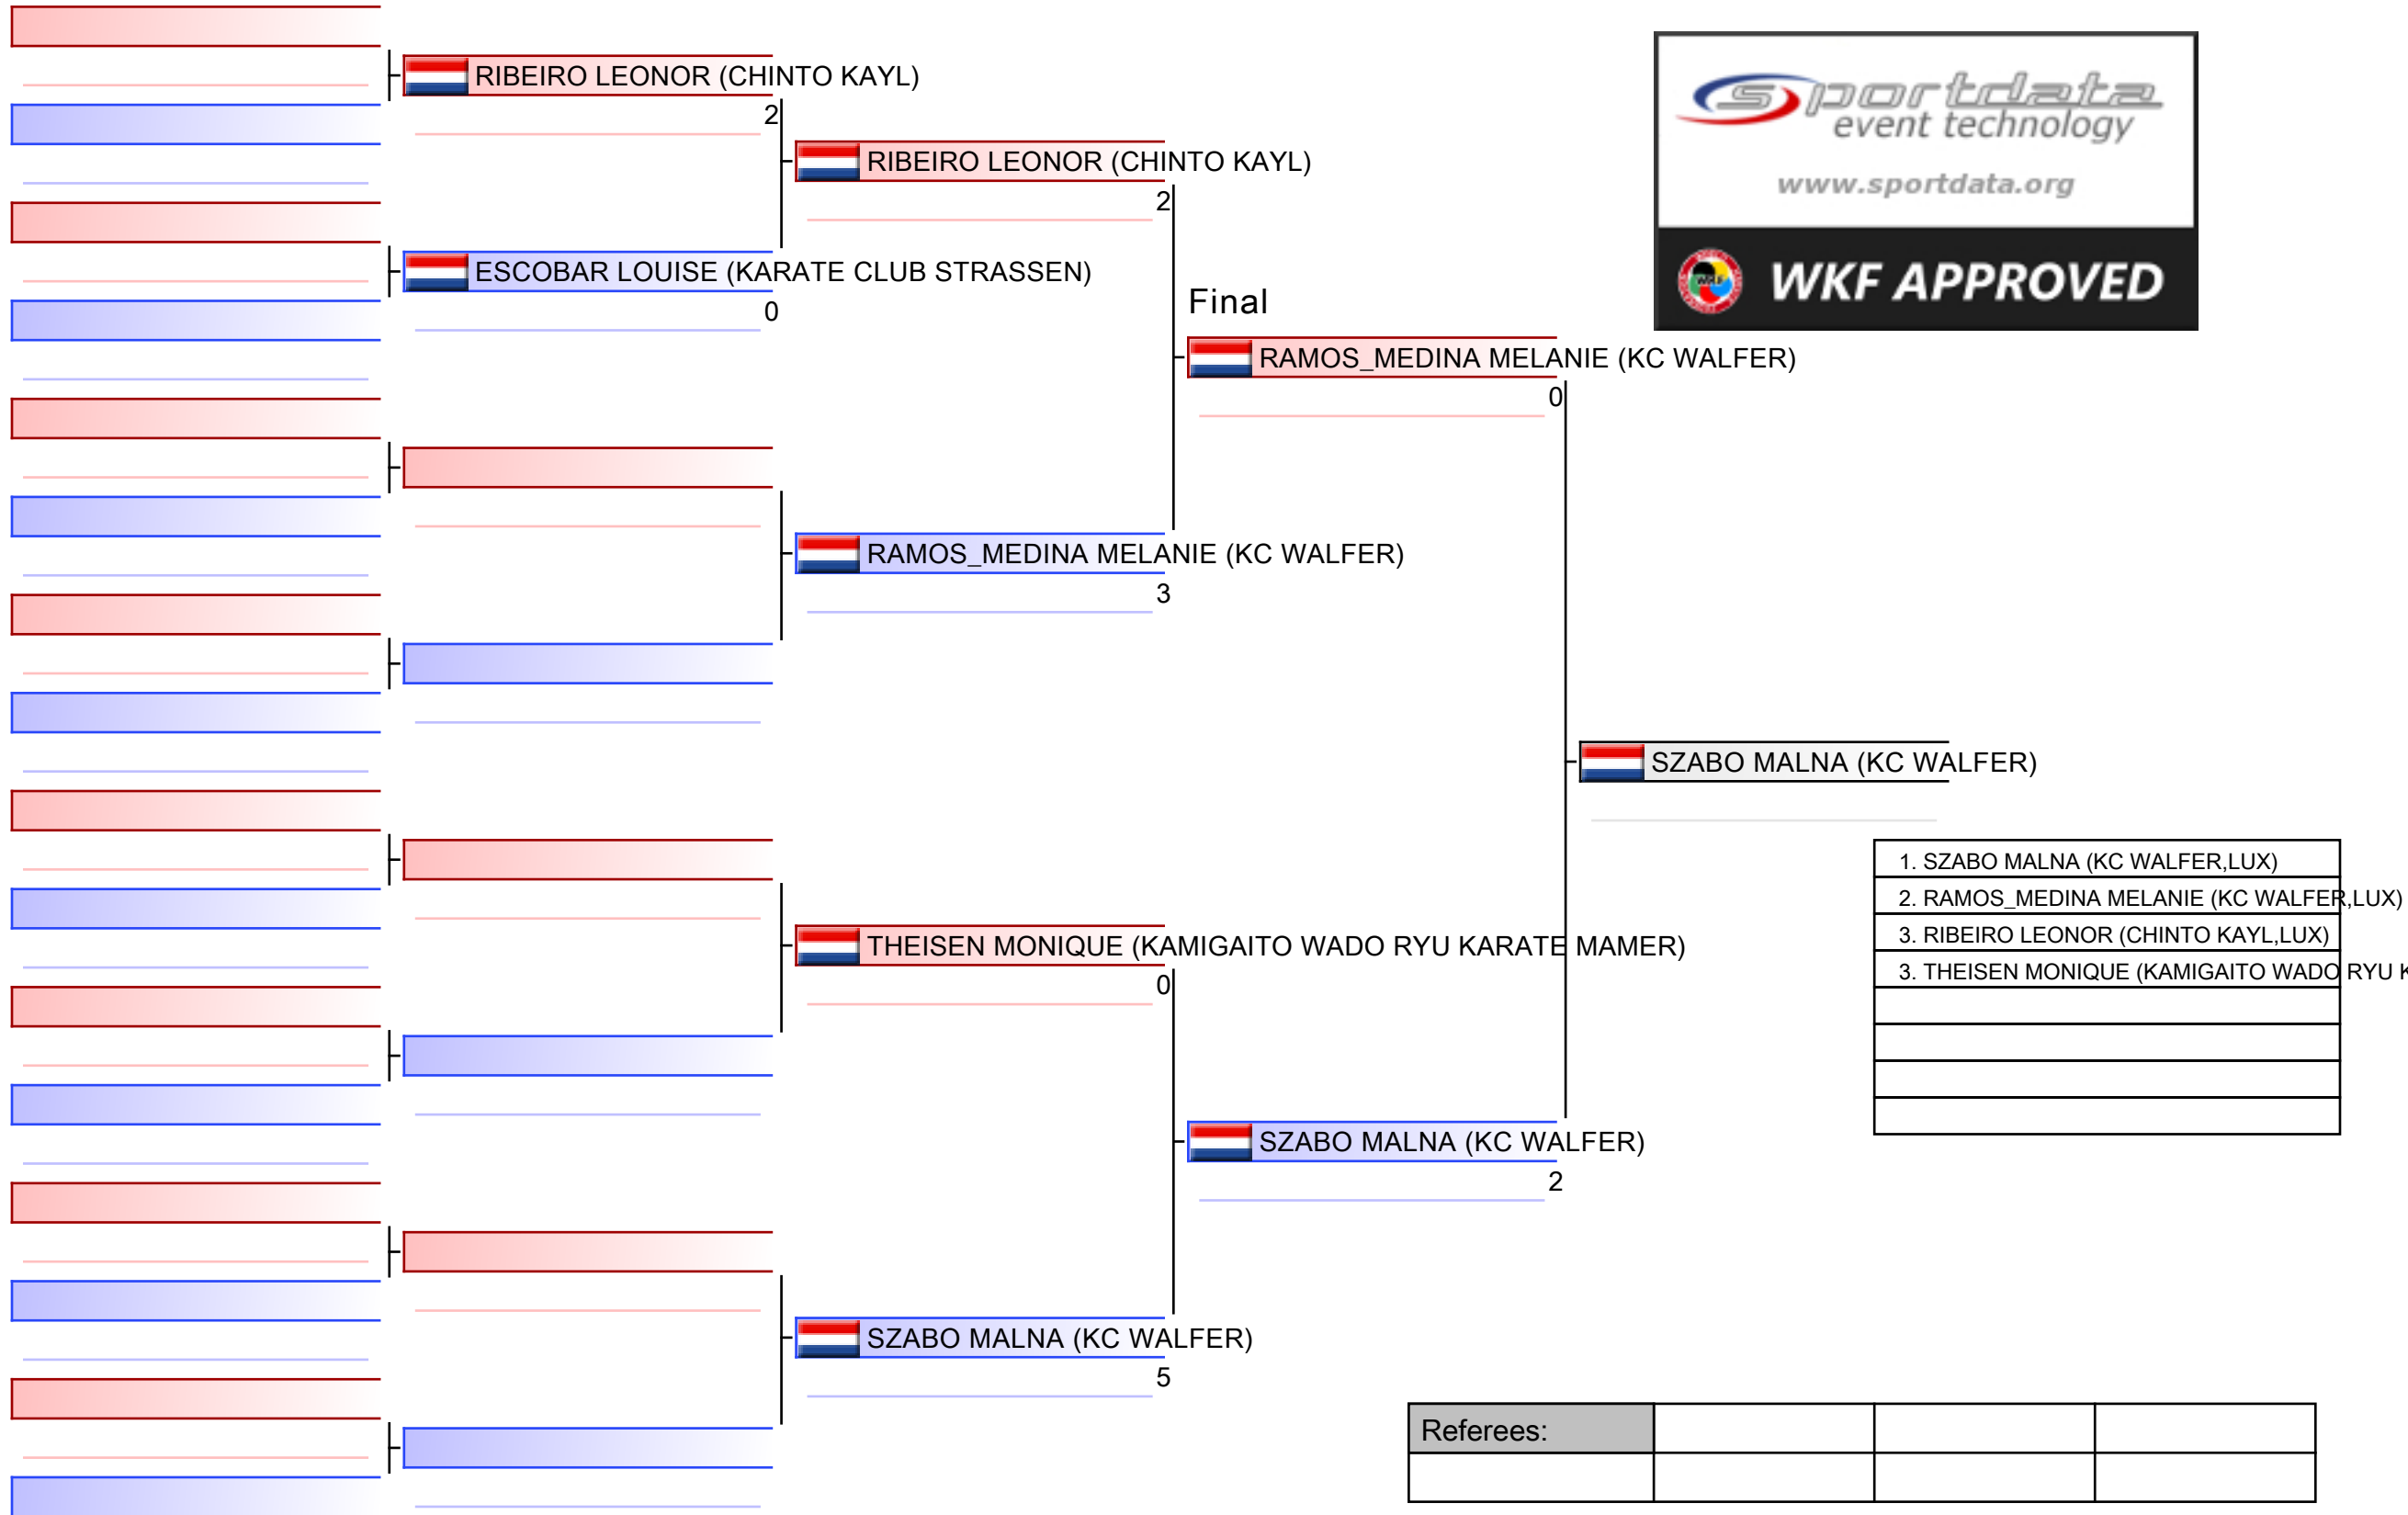 RIBEIRO LEONOR (CHINTO KAYL)
2
ESCOBAR LOUISE (KARATE CLUB STRASSEN)
0
RIBEIRO LEONOR (CHINTO KAYL)
2
RAMOS_MEDINA MELANIE (KC WALFER)
3
THEISEN MONIQUE (KAMIGAITO WADO RYU KARATE MAMER)
0
SZABO MALNA (KC WALFER)
5
Final
RAMOS_MEDINA MELANIE (KC WALFER)
0
SZABO MALNA (KC WALFER)
2
SZABO MALNA (KC WALFER)
sportdata
event technology
www.sportdata.org
WKF
WKF APPROVED
1. SZABO MALNA (KC WALFER,LUX)
2. RAMOS_MEDINA MELANIE (KC WALFER,LUX)
3. RIBEIRO LEONOR (CHINTO KAYL,LUX)
3. THEISEN MONIQUE (KAMIGAITO WADO RYU
Referees: